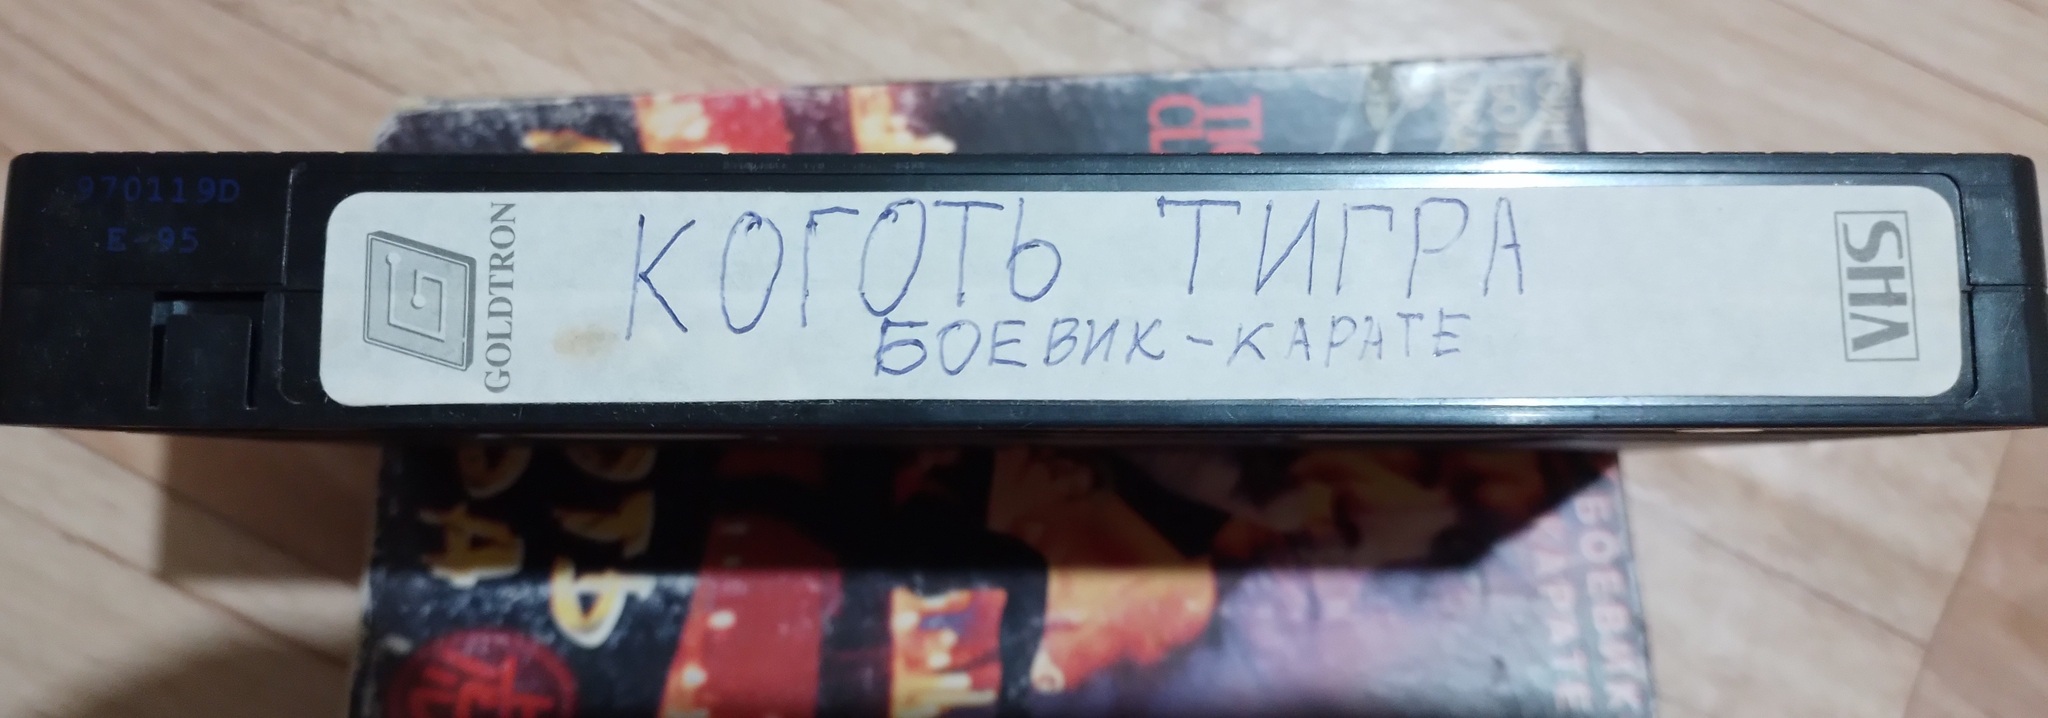 970119D
E-95
GOLDTRON
КОГОТЬ ТИГРА
БОЕВИК-КАРАТЕ
VHS
БОЕВИК
КАРАТЕ